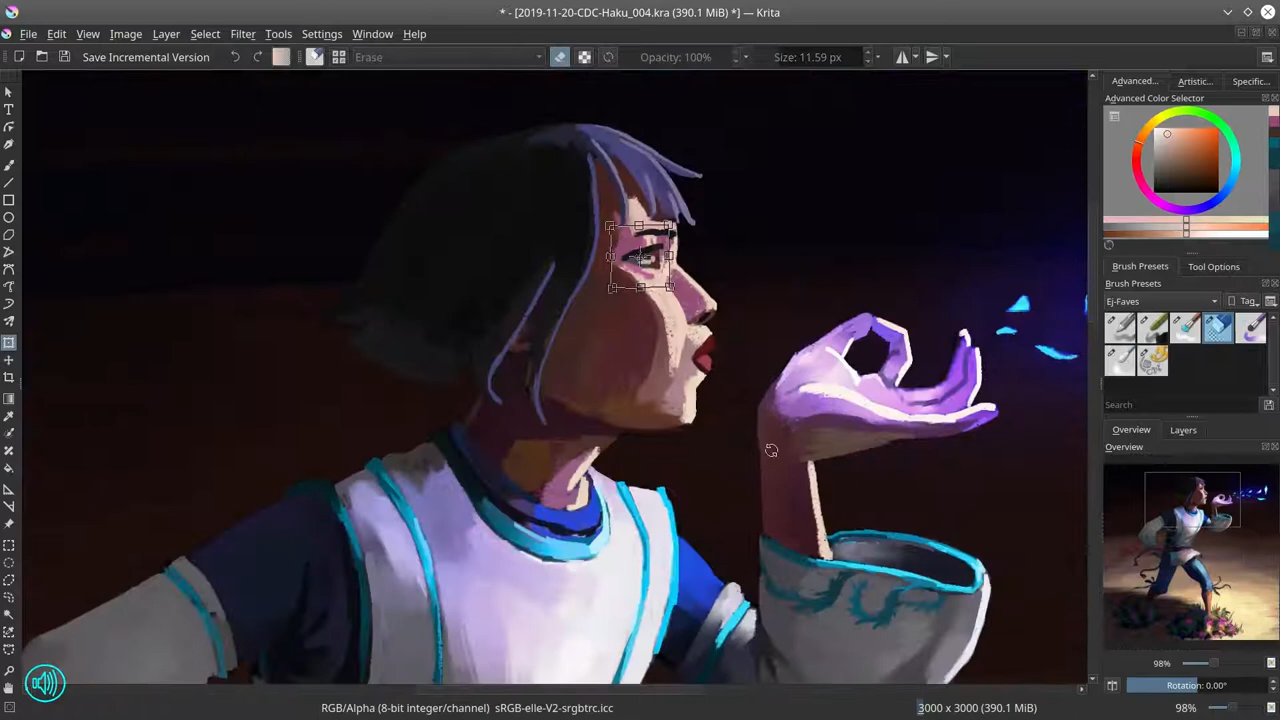 * - [2019-11-20-CDC-Haku_004.kra (390.1 MiB) *] — Krita
File Edit View Image Layer Select Filter Tools Settings Window Help
Save Incremental Version Erase Opacity: 100% Size: 11.59 px
Advanced... Artistic... Specific...
Advanced Color Selector
Brush Presets Tool Options
Brush Presets
Ej-Faves Tag
Search
Overview Layers
Overview
98%
Rotation: 0.00°
RGB/Alpha (8-bit integer/channel) sRGB-elle-V2-srgbtrc.icc 3000 x 3000 (390.1 MiB) 98%